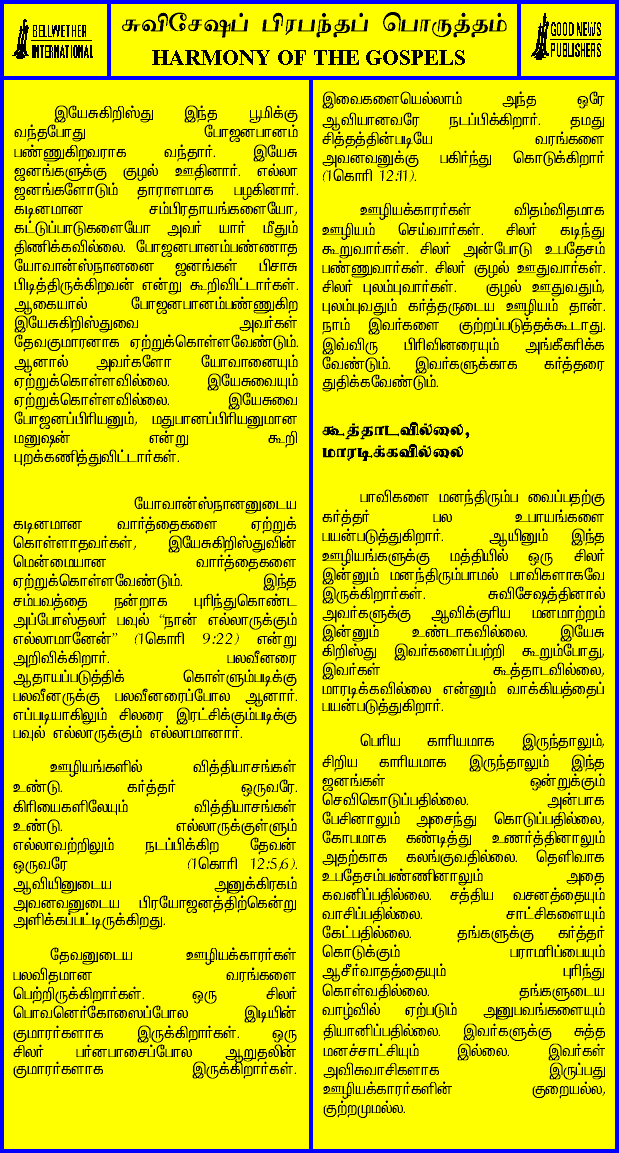 BELLWETHER
INTERNATIONAL
சுவிசேஷப் பிரபந்தப் பொருத்தம்
HARMONY OF THE GOSPELS
GOOD NEWS
PUBLISHERS
இயேசுகிறிஸ்து இந்த பூமிக்கு
வந்தபோது போஜனபானம்
பண்ணுகிறவராக வந்தார். இயேசு
ஜனங்களுக்கு குழல் ஊதினார். எல்லா
ஜனங்களோடும் தாராளமாக பழகினார்.
கடினமான சம்பிரதாயங்களையோ,
கட்டுப்பாடுகளையோ அவர் யார் மீதும்
திணிக்கவில்லை. போஜனபானம்பண்ணாத
யோவான்ஸ்நானனை ஜனங்கள் பிசாசு
பிடித்திருக்கிறவன் என்று கூறிவிட்டார்கள்.
ஆகையால் போஜனபானம்பண்ணுகிற
இயேசுகிறிஸ்துவை அவர்கள்
தேவகுமாரனாக ஏற்றுக்கொள்ளவேண்டும்.
ஆனால் அவர்களோ யோவானையும்
ஏற்றுக்கொள்ளவில்லை. இயேசுவையும்
ஏற்றுக்கொள்ளவில்லை. இயேசுவை
போஜனப்பிரியனும், மதுபானப்பிரியனுமான
மனுஷன் என்று கூறி
புறக்கணித்துவிட்டார்கள்.
யோவான்ஸ்நானனுடைய
கடினமான வார்த்தைகளை ஏற்றுக்
கொள்ளாதவர்கள், இயேசுகிறிஸ்துவின்
மென்மையான வார்த்தைகளை
ஏற்றுக்கொள்ளவேண்டும். இந்த
சம்பவத்தை நன்றாக புரிந்துகொண்ட
அப்போஸ்தலர் பவுல் “நான் எல்லாருக்கும்
எல்லாமானேன்” (1கொரி 9:22) என்று
அறிவிக்கிறார். பலவீனரை
ஆதாயப்படுத்திக் கொள்ளும்படிக்கு
பலவீனருக்கு பலவீனரைப்போல ஆனார்.
எப்படியாகிலும் சிலரை இரட்சிக்கும்படிக்கு
பவுல் எல்லாருக்கும் எல்லாமானார்.
ஊழியங்களில் வித்தியாசங்கள்
உண்டு. கர்த்தர் ஒருவரே.
கிரியைகளிலேயும் வித்தியாசங்கள்
உண்டு. எல்லாருக்குள்ளும்
எல்லாவற்றிலும் நடப்பிக்கிற தேவன்
ஒருவரே (1கொரி 12:5,6).
ஆவியினுடைய அனுக்கிரகம்
அவனவனுடைய பிரயோஜனத்திற்கென்று
அளிக்கப்பட்டிருக்கிறது.
தேவனுடைய ஊழியக்காரர்கள்
பலவிதமான வரங்களை
பெற்றிருக்கிறார்கள். ஒரு சிலர்
பொவனெர்கோஸைப்போல இடியின்
குமாரர்களாக இருக்கிறார்கள். ஒரு
சிலர் பர்னபாசைப்போல ஆறுதலின்
குமாரர்களாக இருக்கிறார்கள்.
இவைகளையெல்லாம் அந்த ஒரே
ஆவியானவரே நடப்பிக்கிறார். தமது
சித்தத்தின்படியே வரங்களை
அவனவனுக்கு பகிர்ந்து கொடுக்கிறார்
(1கொரி 12:11).
ஊழியக்காரர்கள் விதம்விதமாக
ஊழியம் செய்வார்கள். சிலர் கடிந்து
கூறுவார்கள். சிலர் அன்போடு உபதேசம்
பண்ணுவார்கள். சிலர் குழல் ஊதுவார்கள்.
சிலர் புலம்புவார்கள். குழல் ஊதுவதும்,
புலம்புவதும் கர்த்தருடைய ஊழியம் தான்.
நாம் இவர்களை குற்றப்படுத்தக்கூடாது.
இவ்விரு பிரிவினரையும் அங்கீகரிக்க
வேண்டும். இவர்களுக்காக கர்த்தரை
துதிக்கவேண்டும்.
கூத்தாடவில்லை,
மாரடிக்கவில்லை
பாவிகளை மனந்திரும்ப வைப்பதற்கு
கர்த்தர் பல உபாயங்களை
பயன்படுத்துகிறார். ஆயினும் இந்த
ஊழியங்களுக்கு மத்தியில் ஒரு சிலர்
இன்னும் மனந்திரும்பாமல் பாவிகளாகவே
இருக்கிறார்கள். சுவிசேஷத்தினால்
அவர்களுக்கு ஆவிக்குரிய மனமாற்றம்
இன்னும் உண்டாகவில்லை. இயேசு
கிறிஸ்து இவர்களைப்பற்றி கூறும்போது,
இவர்கள் கூத்தாடவில்லை,
மாரடிக்கவில்லை என்னும் வாக்கியத்தைப்
பயன்படுத்துகிறார்.
பெரிய காரியமாக இருந்தாலும்,
சிறிய காரியமாக இருந்தாலும் இந்த
ஜனங்கள் ஒன்றுக்கும்
செவிகொடுப்பதில்லை. அன்பாக
பேசினாலும் அசைந்து கொடுப்பதில்லை,
கோபமாக கண்டித்து உணர்த்தினாலும்
அதற்காக கலங்குவதில்லை. தெளிவாக
உபதேசம்பண்ணினாலும் அதை
கவனிப்பதில்லை. சத்திய வசனத்தையும்
வாசிப்பதில்லை. சாட்சிகளையும்
கேட்பதில்லை. தங்களுக்கு கர்த்தர்
கொடுக்கும் பராமரிப்பையும்
ஆசீர்வாதத்தையும் புரிந்து
கொள்வதில்லை. தங்களுடைய
வாழ்வில் ஏற்படும் அனுபவங்களையும்
தியானிப்பதில்லை. இவர்களுக்கு சுத்த
மனச்சாட்சியும் இல்லை. இவர்கள்
அவிசுவாசிகளாக இருப்பது
ஊழியக்காரர்களின் குறையல்ல,
குற்றமுமல்ல.